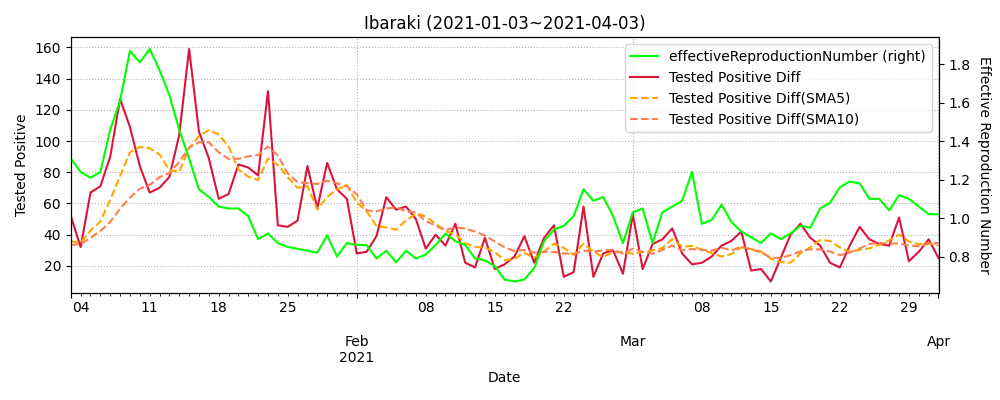 Ibaraki (2021-01-03~2021-04-03)
effectiveReproductionNumber (right)
Tested Positive Diff
Tested Positive Diff(SMA5)
Tested Positive Diff(SMA10)
Tested Positive
160
140
120
100
80
60
40
20
1.8
1.6
1.4
1.2
1.0
0.8
Effective Reproduction Number
04 11 18 25 08 15 22 08 15 22 29
Feb Mar Apr
2021
Date